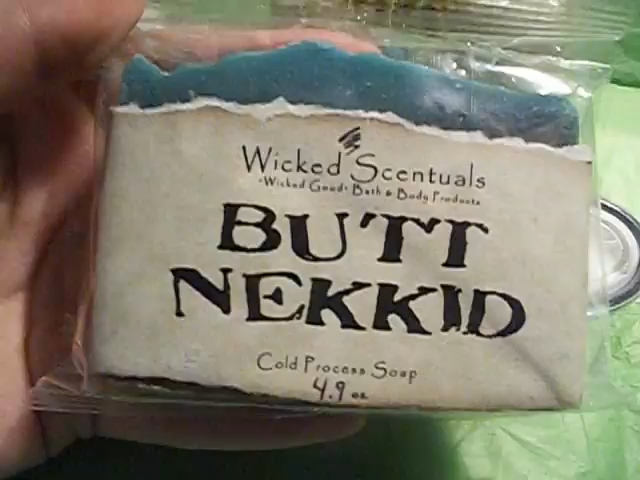 Wicked Scentuals
•Wicked Good• Bath & Body Products
BUTT
NEKKID
Cold Process Soap
4.9 oz